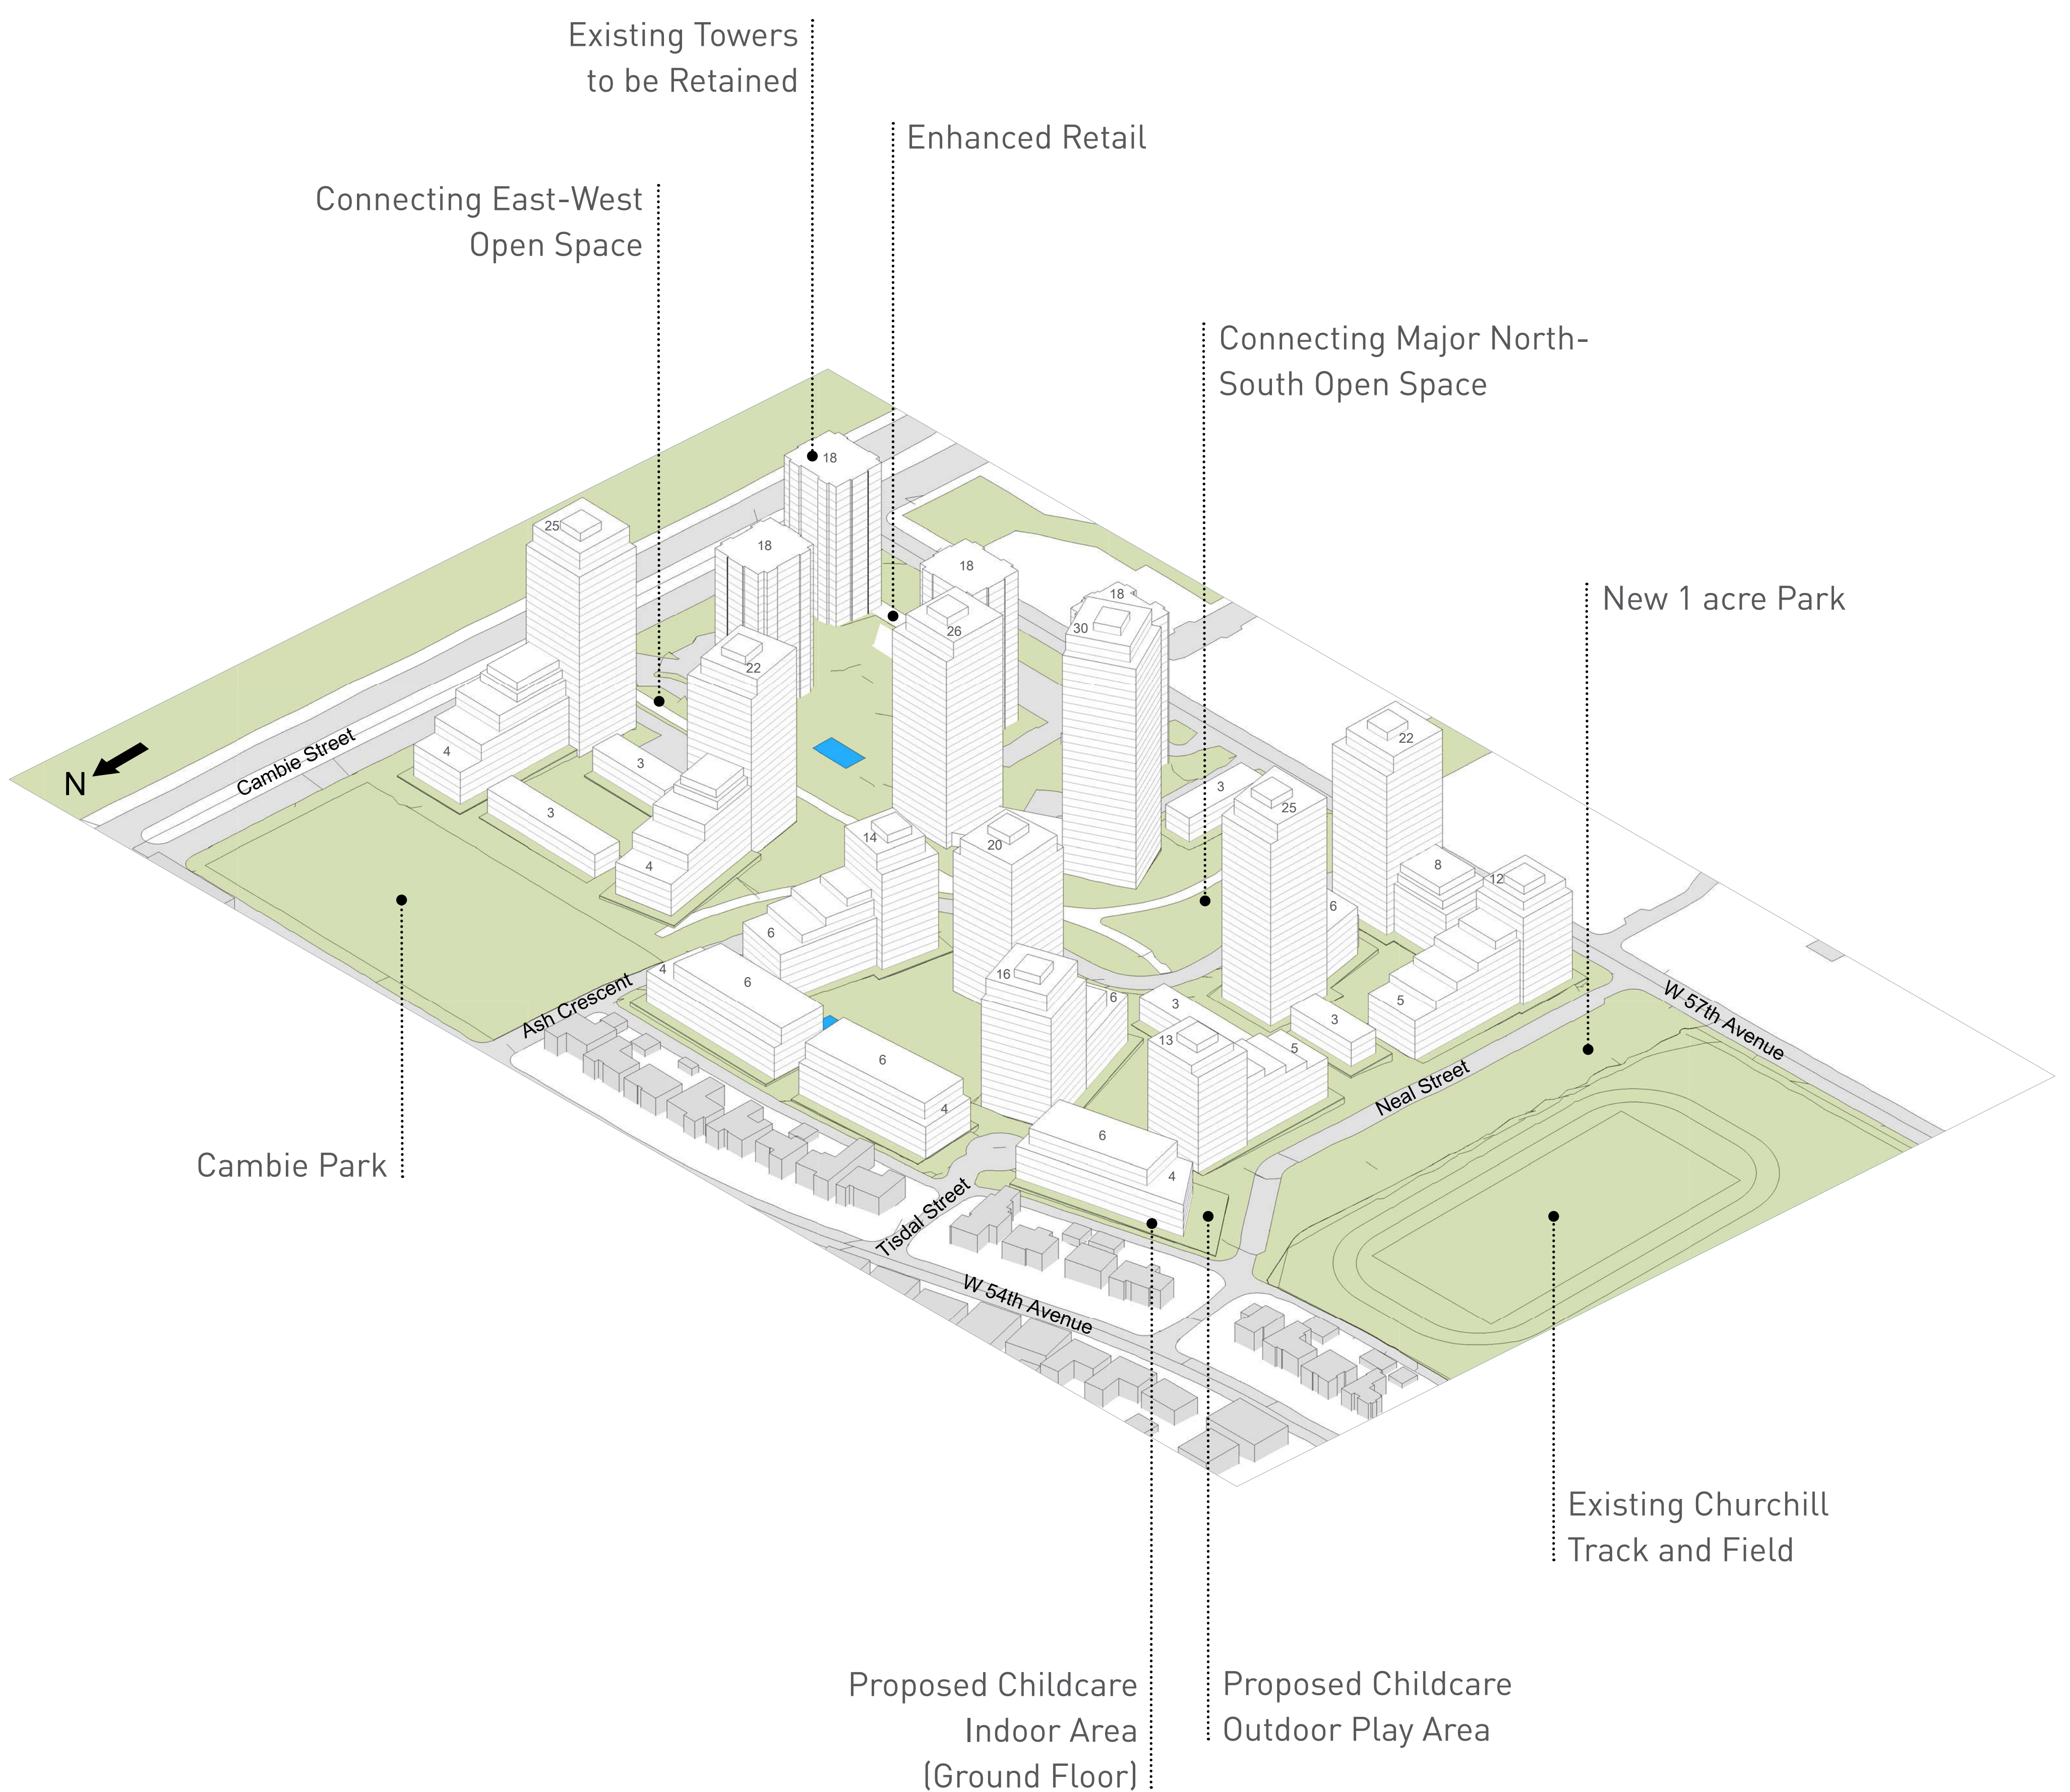 Existing Towers
to be Retained
Enhanced Retail
Connecting East-West
Open Space
Connecting Major North-
South Open Space
18
25
18
18
18
New 1 acre Park
26
30
22
22
4
3
N
Cambie Street
3
25
3
14
20
4
8
12
6
6
4
6
16
6
3
5
3
Ash Crescent
W 57th Avenue
13
5
6
Neal Street
4
6
4
Cambie Park
Tisdal Street
W 54th Avenue
Existing Churchill
Track and Field
Proposed Childcare
Indoor Area
(Ground Floor)
Proposed Childcare
Outdoor Play Area